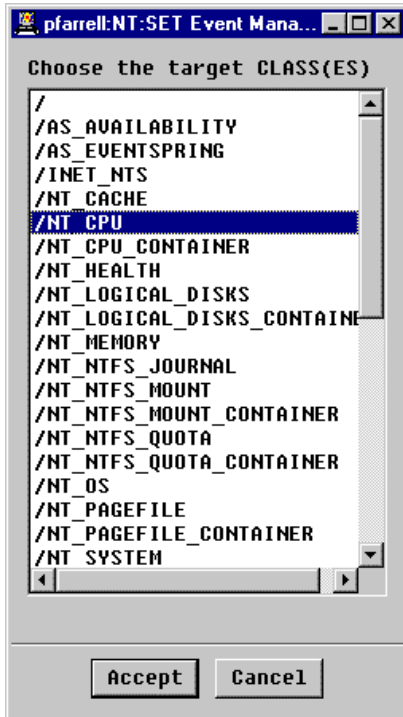 pfarrell:NT:SET Event Mana...
Choose the target CLASS(ES)
/
/AS_AVAILABILITY
/AS_EVENTSPRING
/INET_NTS
/NT_CACHE
/NT_CPU
/NT_CPU_CONTAINER
/NT_HEALTH
/NT_LOGICAL_DISKS
/NT_LOGICAL_DISKS_CONTAINE
/NT_MEMORY
/NT_NTFS_JOURNAL
/NT_NTFS_MOUNT
/NT_NTFS_MOUNT_CONTAINER
/NT_NTFS_QUOTA
/NT_NTFS_QUOTA_CONTAINER
/NT_OS
/NT_PAGEFILE
/NT_PAGEFILE_CONTAINER
/NT_SYSTEM
Accept Cancel